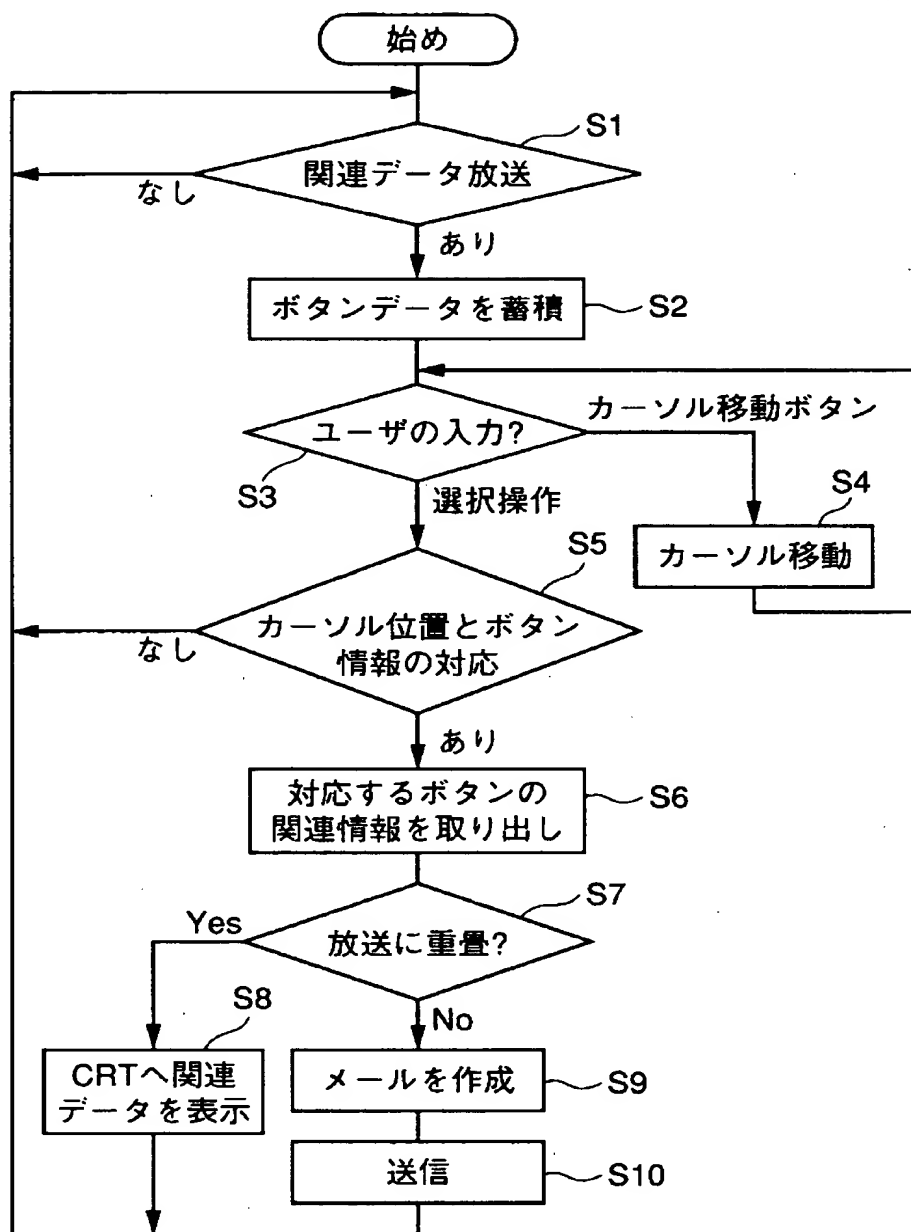 始め
S1
関連データ放送
なし
あり
ボタンデータを蓄積
S2
カーソル移動ボタン
ユーザの入力?
S3
選択操作
S4
カーソル移動
S5
カーソル位置とボタン
情報の対応
なし
あり
対応するボタンの
関連情報を取り出し
S6
S7
Yes
放送に重畳?
No
S8
CRTへ関連
データを表示
メールを作成
S9
送信
S10